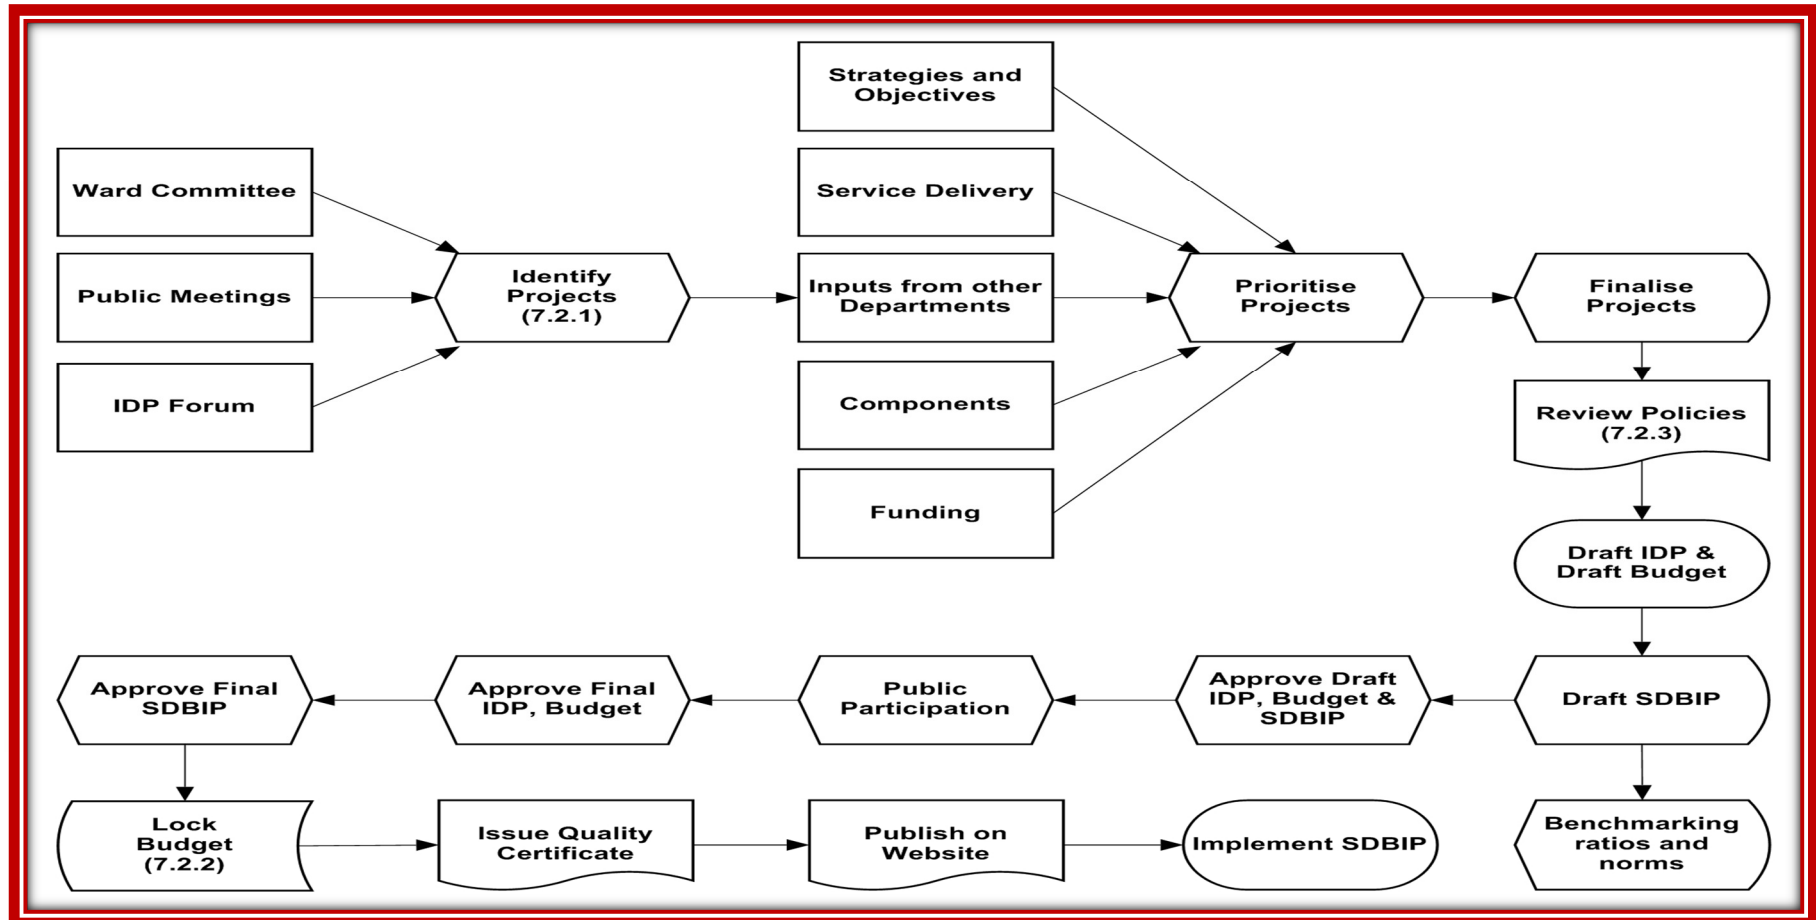 Strategies and
Objectives
Ward Committee
Service Delivery
Public Meetings
Identify
Projects
(7.2.1)
Inputs from other
Departments
Prioritise
Projects
Finalise
Projects
IDP Forum
Components
Review Policies
(7.2.3)
Funding
Draft IDP &
Draft Budget
Approve Final
SDBIP
Approve Final
IDP, Budget
Public
Participation
Approve Draft
IDP, Budget &
SDBIP
Draft SDBIP
Lock
Budget
(7.2.2)
Issue Quality
Certificate
Publish on
Website
Implement SDBIP
Benchmarking
ratios and
norms